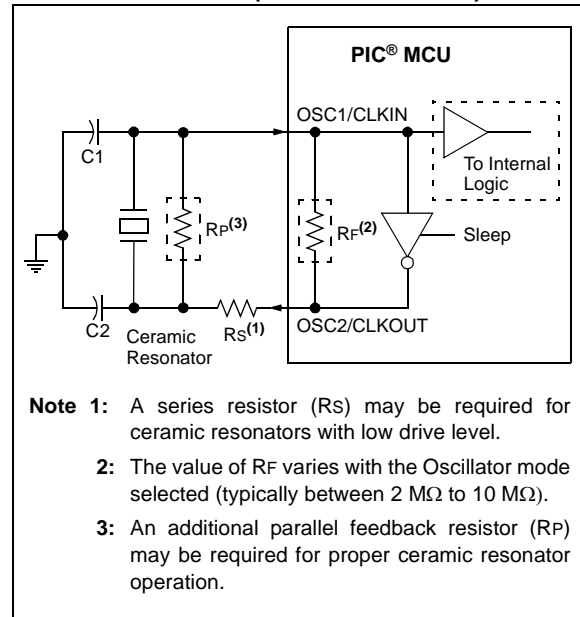 PIC® MCU
OSC1/CLKIN
C1
To Internal
Logic
RP(3)
RF(2)
Sleep
C2
Ceramic
Resonator
RS(1)
OSC2/CLKOUT
Note 1: A series resistor (RS) may be required for
ceramic resonators with low drive level.
2: The value of RF varies with the Oscillator mode
selected (typically between 2 MΩ to 10 MΩ).
3: An additional parallel feedback resistor (RP)
may be required for proper ceramic resonator
operation.